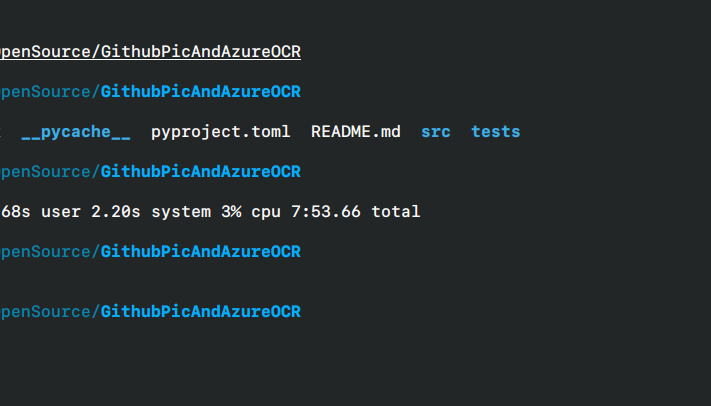 penSource/GithubPicAndAzureOCR
penSource/GithubPicAndAzureOCR
__pycache__ pyproject.toml README.md src tests
penSource/GithubPicAndAzureOCR
68s user 2.20s system 3% cpu 7:53.66 total
penSource/GithubPicAndAzureOCR
penSource/GithubPicAndAzureOCR